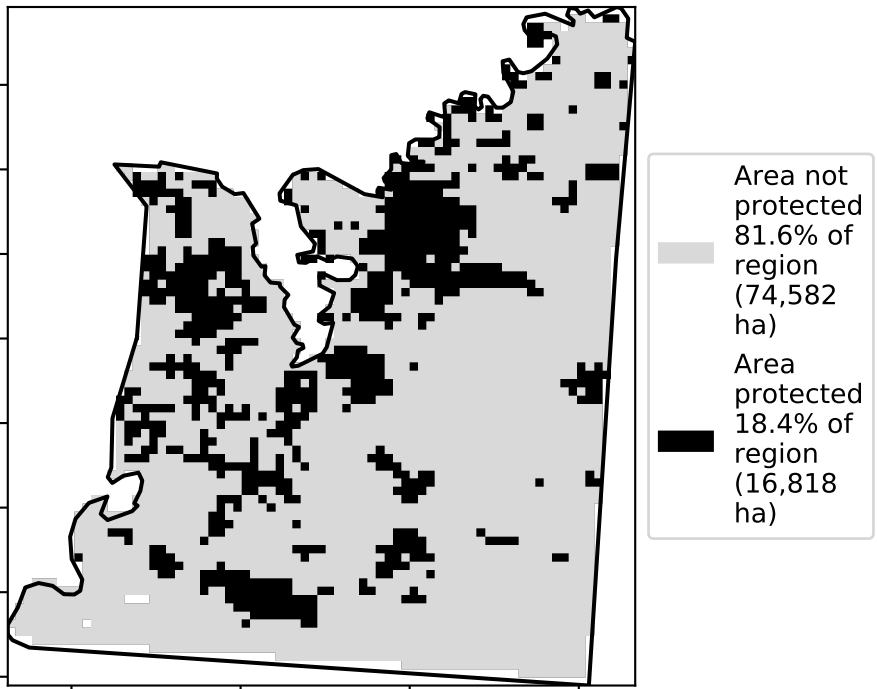 Area not
protected
81.6% of
region
(74,582
ha)
Area
protected
18.4% of
region
(16,818
ha)